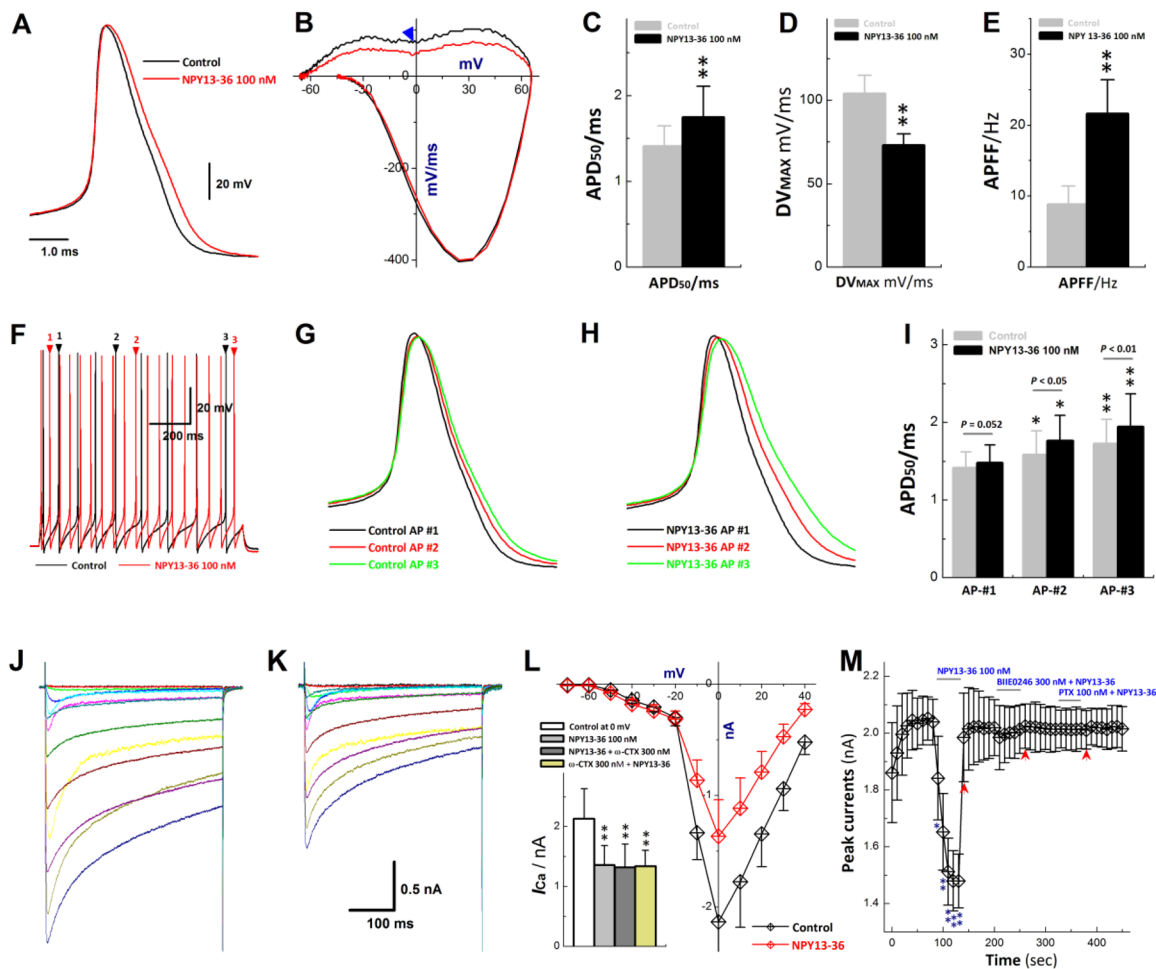 A
Control
NPY13-36 100 nM
20 mV
1.0 ms
B
mV
0
-60
-30
0
30
60
-200
mV/ms
-400
C
Control
NPY13-36 100 nM
**
APD50/ms
2
1
0
APD50/ms
D
Control
NPY13-36 100 nM
**
DVMAX mV/ms
100
75
50
0
DVMAX mV/ms
E
Control
NPY 13-36 100 nM
**
APFF/Hz
30
20
10
0
APFF/Hz
F
1 1 2 2 3 3
20 mV
200 ms
Control
NPY13-36 100 nM
G
Control AP #1
Control AP #2
Control AP #3
H
NPY13-36 AP #1
NPY13-36 AP #2
NPY13-36 AP #3
I
Control
NPY13-36 100 nM
P < 0.01
P < 0.05
P = 0.052
* * ** **
APD50/ms
3
2
1
0
AP-#1 AP-#2 AP-#3
J
0.5 nA
100 ms
K
L
mV
-60 -40 -20 0 20 40
nA
-1
-2
Control at 0 mV
NPY13-36 100 nM
NPY13-36 + ω-CTX 300 nM
ω-CTX 300 nM + NPY13-36
ICa / nA
2
1
0
** ** **
Control
NPY13-36
M
NPY13-36 100 nM
BIIE0246 300 nM + NPY13-36
PTX 100 nM + NPY13-36
Peak currents (nA)
2.2
2.0
1.8
1.6
1.4
* ** ** ** **
0 100 200 300 400
Time (sec)